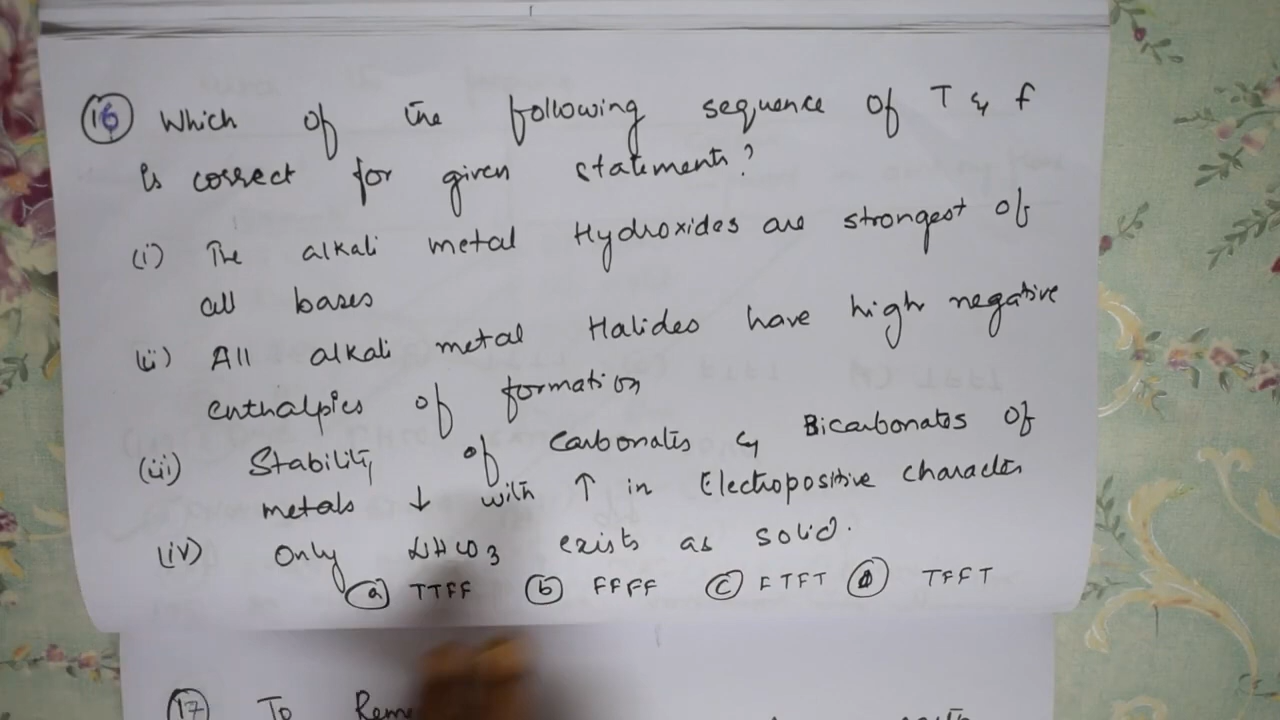 16 Which of the following sequence of T & F
Is correct for given statements?
(i) The alkali metal Hydroxides are strongest of
all bases
(ii) All alkali metal Halides have high negative
enthalpies of formation
(iii) Stability of Carbonates & Bicarbonates of
metals ↓ with ↑ in Electropositive character
(iv) Only LiHCO3 exists as solid.
a TTFF b FFFF c FTFT d TFFT
17 To